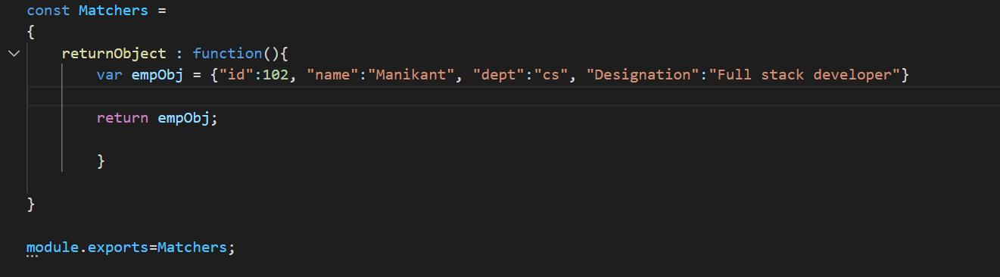 const Matchers =
{
returnObject : function(){
var empObj = {"id":102, "name":"Manikant", "dept":"cs", "Designation":"Full stack developer"}
return empObj;
}
}
module.exports=Matchers;